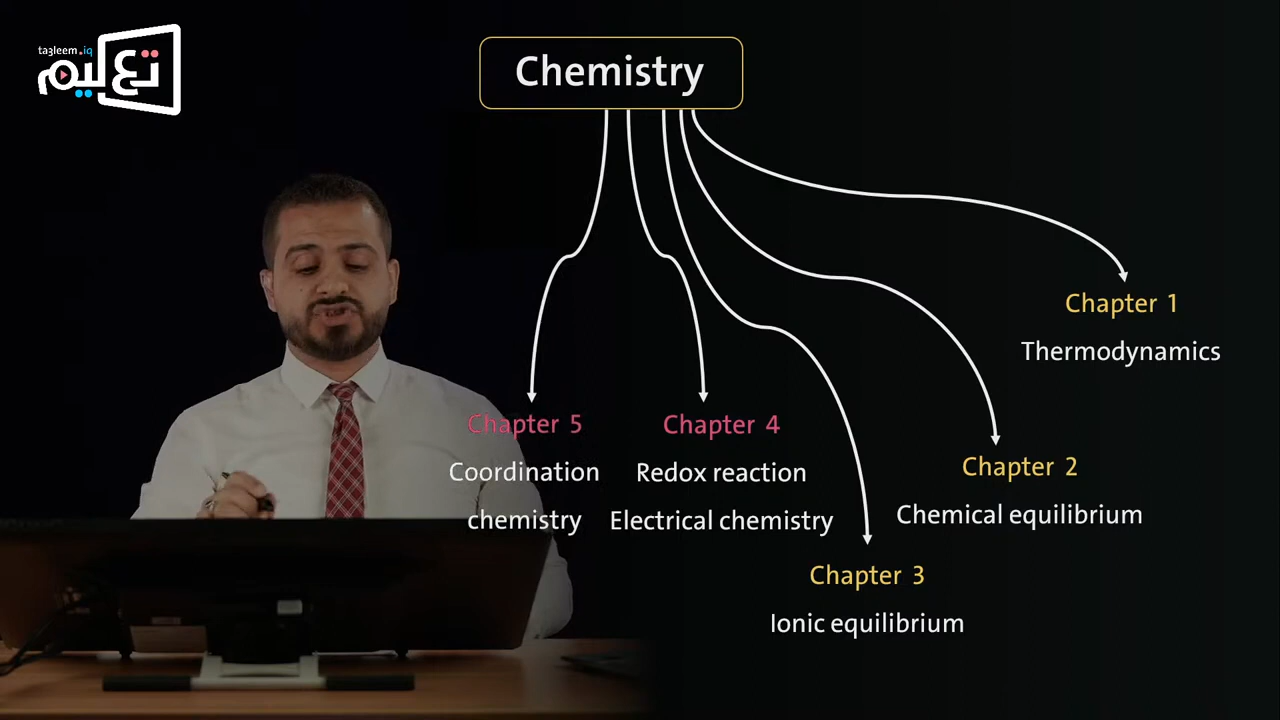 ta3leem.iq
تعليم
Chemistry
Chapter 1
Thermodynamics
Chapter 2
Chemical equilibrium
Chapter 3
Ionic equilibrium
Chapter 4
Redox reaction
Electrical chemistry
Chapter 5
Coordination
chemistry